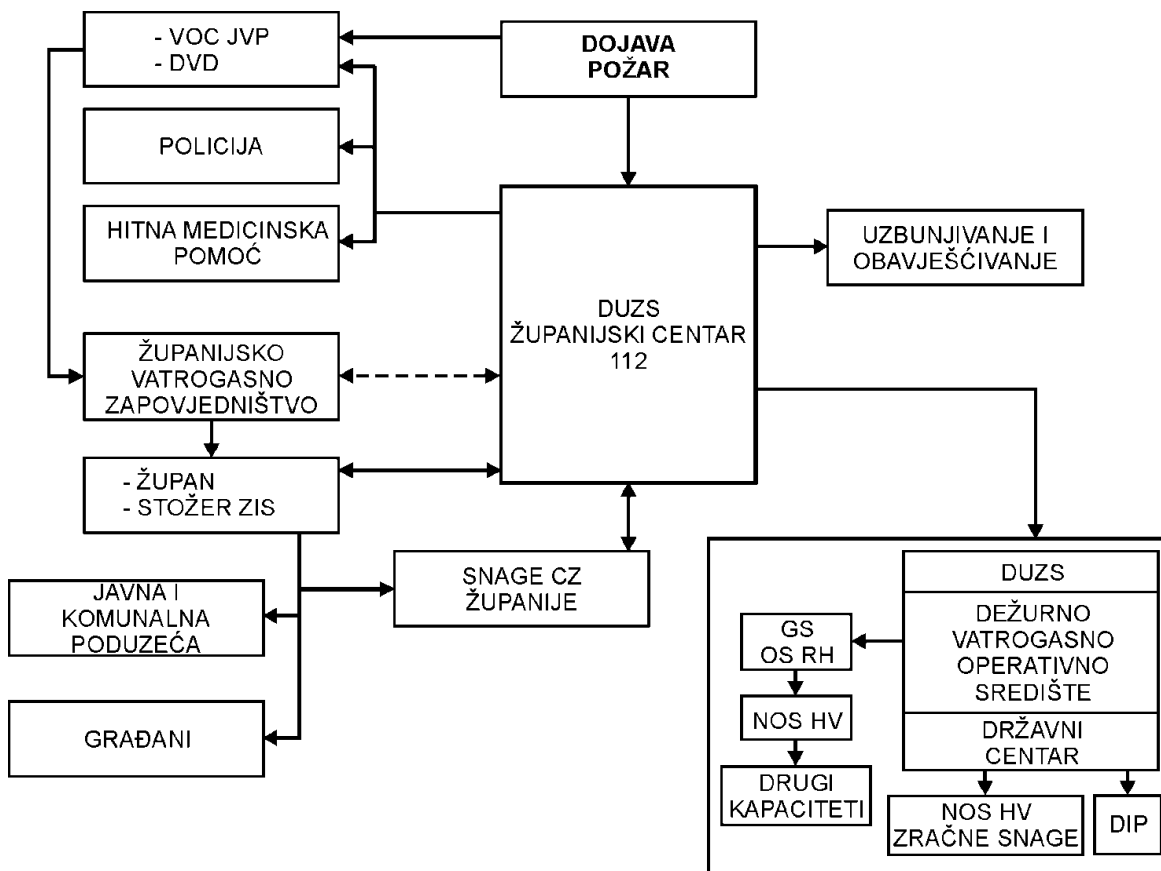 - VOC JVP
- DVD
DOJAVA
POŽAR
POLICIJA
HITNA MEDICINSKA
POMOĆ
DUZS
ŽUPANIJSKI CENTAR
112
UZBUNJIVANJE I
OBAVJEŠĆIVANJE
ŽUPANIJSKO
VATROGASNO
ZAPOVJEDNIŠTVO
- ŽUPAN
- STOŽER ZIS
SNAGE CZ
ŽUPANIJE
JAVNA I
KOMUNALNA
PODUZEĆA
GRAĐANI
DUZS
DEŽURNO
VATROGASNO
OPERATIVNO
SREDIŠTE
DRŽAVNI
CENTAR
GS
OS RH
NOS HV
DRUGI
KAPACITETI
NOS HV
ZRAČNE SNAGE
DIP